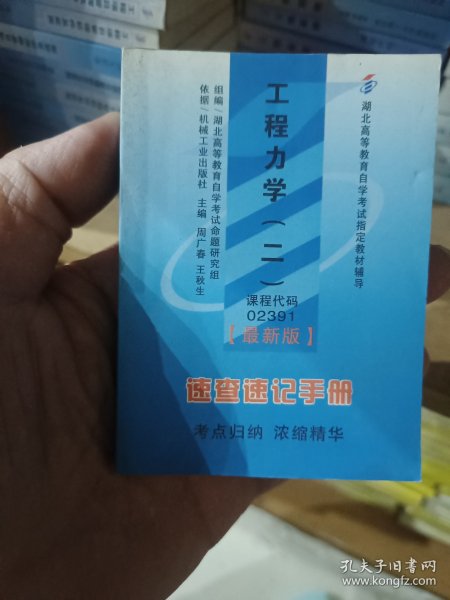 湖北高等教育自学考试指定教材辅导
工程力学（二）
课程代码
02391
【最新版】
组编／湖北高等教育自学考试命题研究组
依据／机械工业出版社 主编 周广春 王秋生
速查速记手册
考点归纳 浓缩精华
孔夫子旧书网
www.kongfz.com